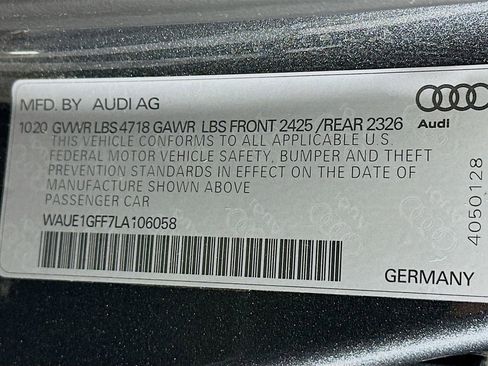 MFD. BY AUDI AG
10.20 GVWR LBS 4718 GAWR LBS FRONT 2425 / REAR 2326
THIS VEHICLE CONFORMS TO ALL APPLICABLE U.S.
FEDERAL MOTOR VEHICLE SAFETY, BUMPER AND THEFT
PREVENTION STANDARDS IN EFFECT ON THE DATE OF
MANUFACTURE SHOWN ABOVE
PASSENGER CAR
WAUE1GFF7LA106058
GERMANY
Audi
4050128